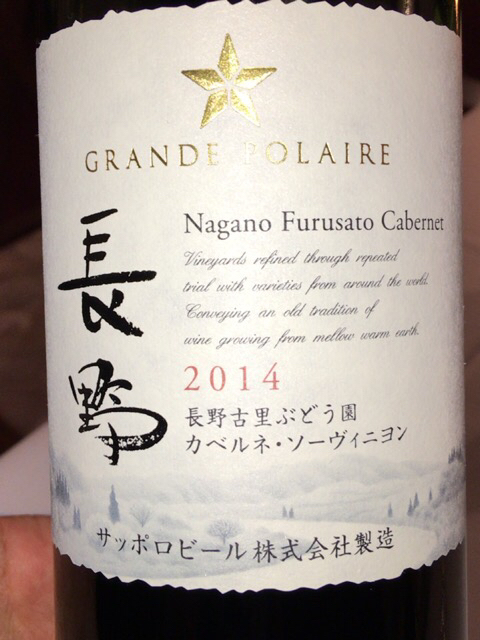 GRANDE POLAIRE
長野
Nagano Furusato Cabernet
Vineyards refined through repeated
trial with varieties from around the world.
Conveying an old tradition of
wine growing from mellow warm earth.
2014
長野古里ぶどう園
カベルネ・ソーヴィニヨン
サッポロビール株式会社製造